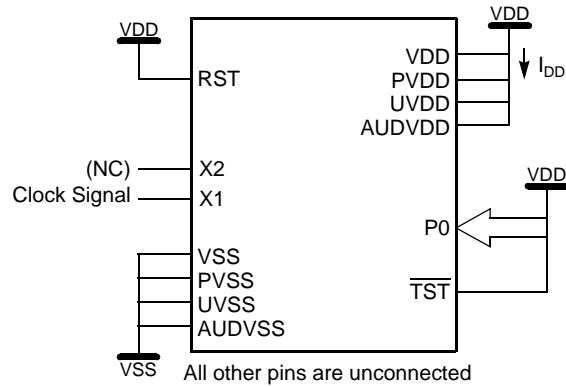 VDD
VDD
VDD
RST
I_DD
PVDD
UVDD
AUDVDD
(NC)
X2
VDD
Clock Signal
X1
P0
VSS
PVSS
TST
UVSS
AUDVSS
VSS
All other pins are unconnected